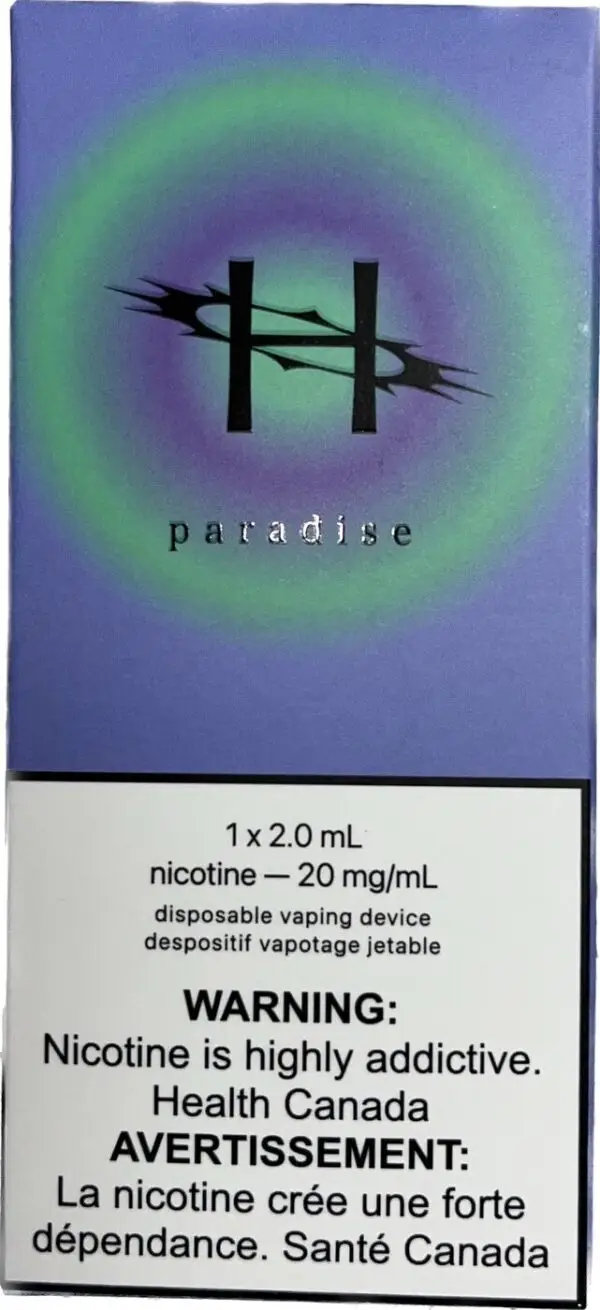 H
paradise
1 x 2.0 mL
nicotine — 20 mg/mL
disposable vaping device
despositif vapotage jetable
WARNING:
Nicotine is highly addictive.
Health Canada
AVERTISSEMENT:
La nicotine crée une forte
dépendance. Santé Canada